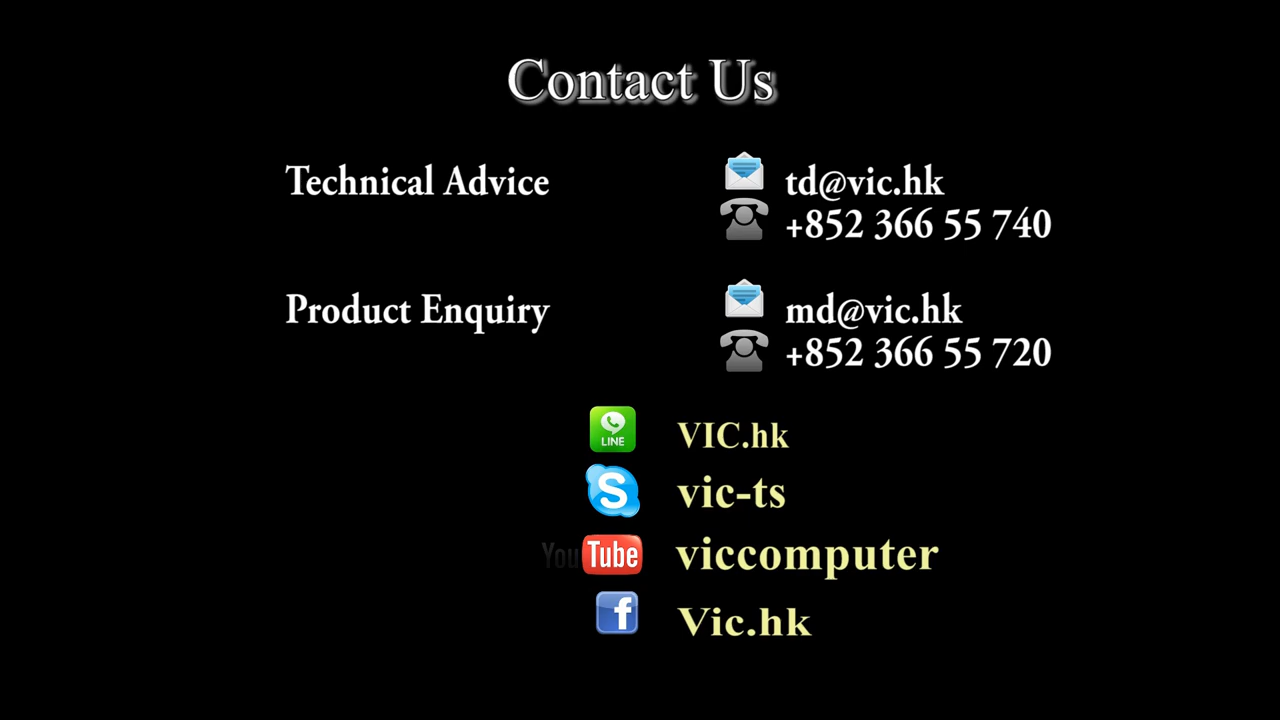 Contact Us
Technical Advice
td@vic.hk
+852 366 55 740
Product Enquiry
md@vic.hk
+852 366 55 720
LINE VIC.hk
S vic-ts
YouTube viccomputer
f Vic.hk